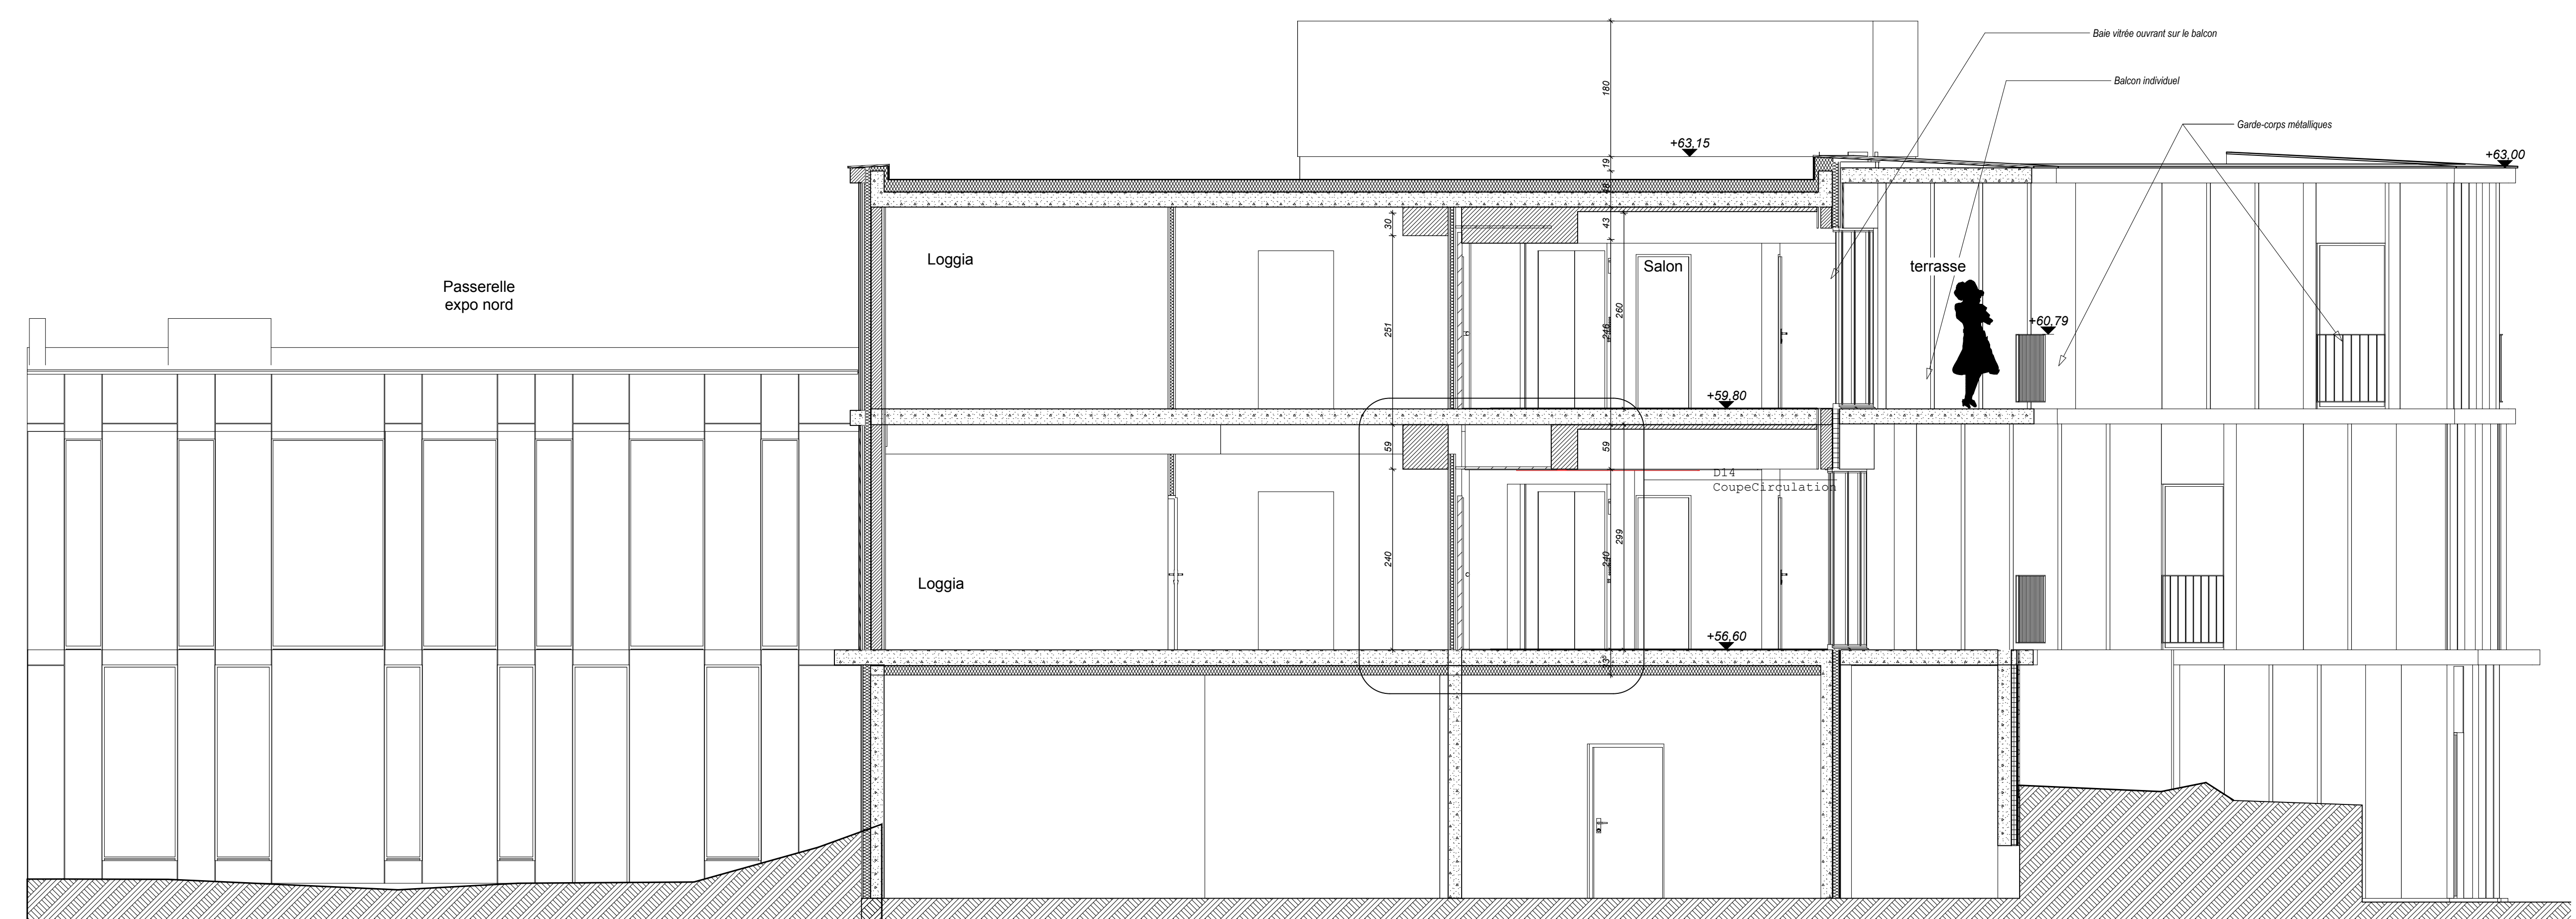 Baie vitrée ouvrant sur le balcon
Balcon individuel
180
Garde-corps métalliques
+63,15
+63,00
19
48
30
43
Loggia
Salon
terrasse
Passerelle
expo nord
260
+60,79
251
246
+59,80
59
59
D14
CoupeCirculation
299
240
240
Loggia
+56,60
33⁵